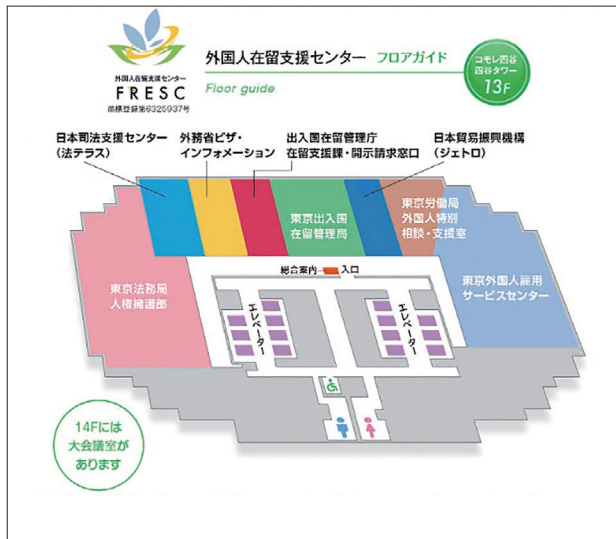 外国人在留支援センター
FRESC
商標登録第6325937号
外国人在留支援センター フロアガイド
Floor guide
コモレ四谷
四谷タワー
13F
日本司法支援センター
（法テラス）
外務省ビザ・
インフォメーション
出入国在留管理庁
在留支援課・開示請求窓口
日本貿易振興機構
（ジェトロ）
東京出入国
在留管理局
東京労働局
外国人特別
相談・支援室
東京法務局
人権擁護部
総合案内
入口
東京外国人雇用
サービスセンター
エレベーター
エレベーター
14Fには
大会議室が
あります